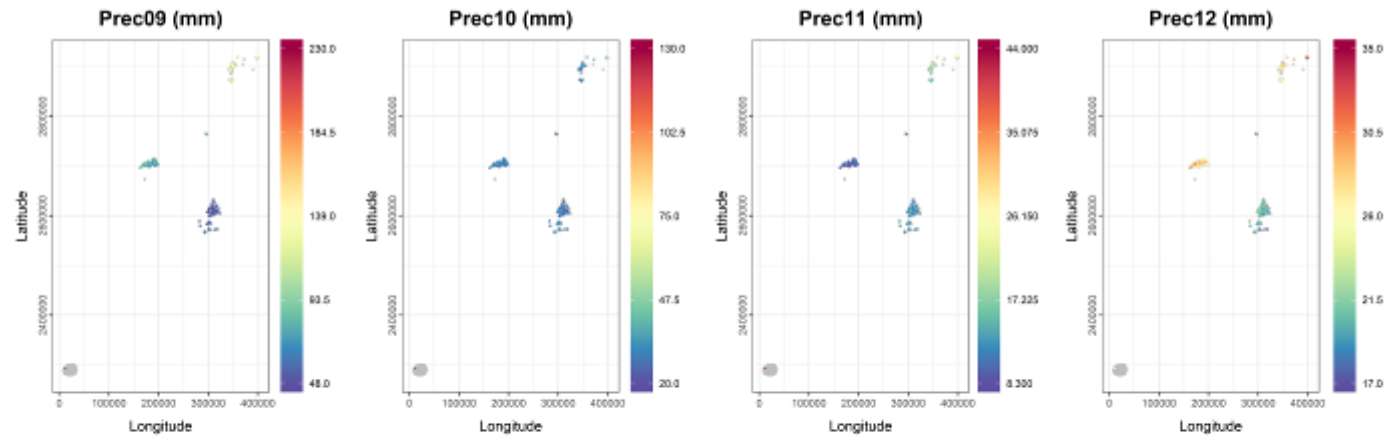 Prec09 (mm)
230.0
184.5
139.0
93.5
48.0
2800000
2600000
2400000
Latitude
0 100000 200000 300000 400000
Longitude
Prec10 (mm)
130.0
102.5
75.0
47.5
20.0
2800000
2600000
2400000
Latitude
0 100000 200000 300000 400000
Longitude
Prec11 (mm)
44.000
35.075
26.150
17.225
8.300
2800000
2600000
2400000
Latitude
0 100000 200000 300000 400000
Longitude
Prec12 (mm)
35.0
30.5
26.0
21.5
17.0
2800000
2600000
2400000
Latitude
0 100000 200000 300000 400000
Longitude